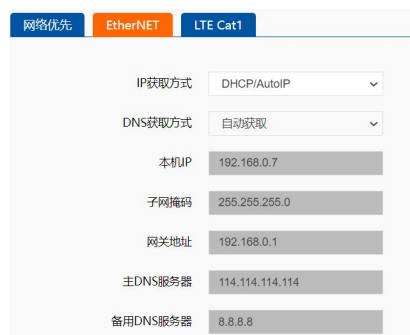 网络优先 EtherNET LTE Cat1
IP获取方式 DHCP/AutoIP
DNS获取方式 自动获取
本机IP 192.168.0.7
子网掩码 255.255.255.0
网关地址 192.168.0.1
主DNS服务器 114.114.114.114
备用DNS服务器 8.8.8.8